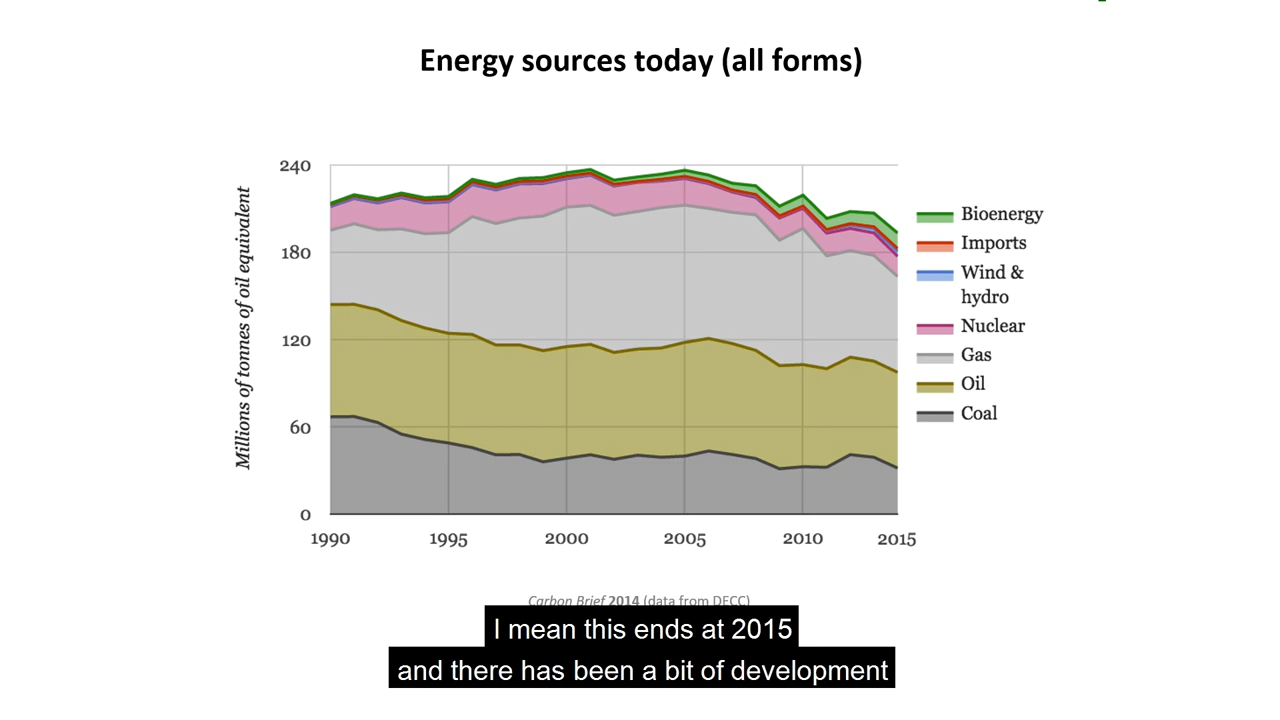 Energy sources today (all forms)
Millions of tonnes of oil equivalent
240
180
120
60
0
1990 1995 2000 2005 2010 2015
Bioenergy
Imports
Wind &
hydro
Nuclear
Gas
Oil
Coal
Carbon Brief 2014 (data from DECC)
I mean this ends at 2015
and there has been a bit of development